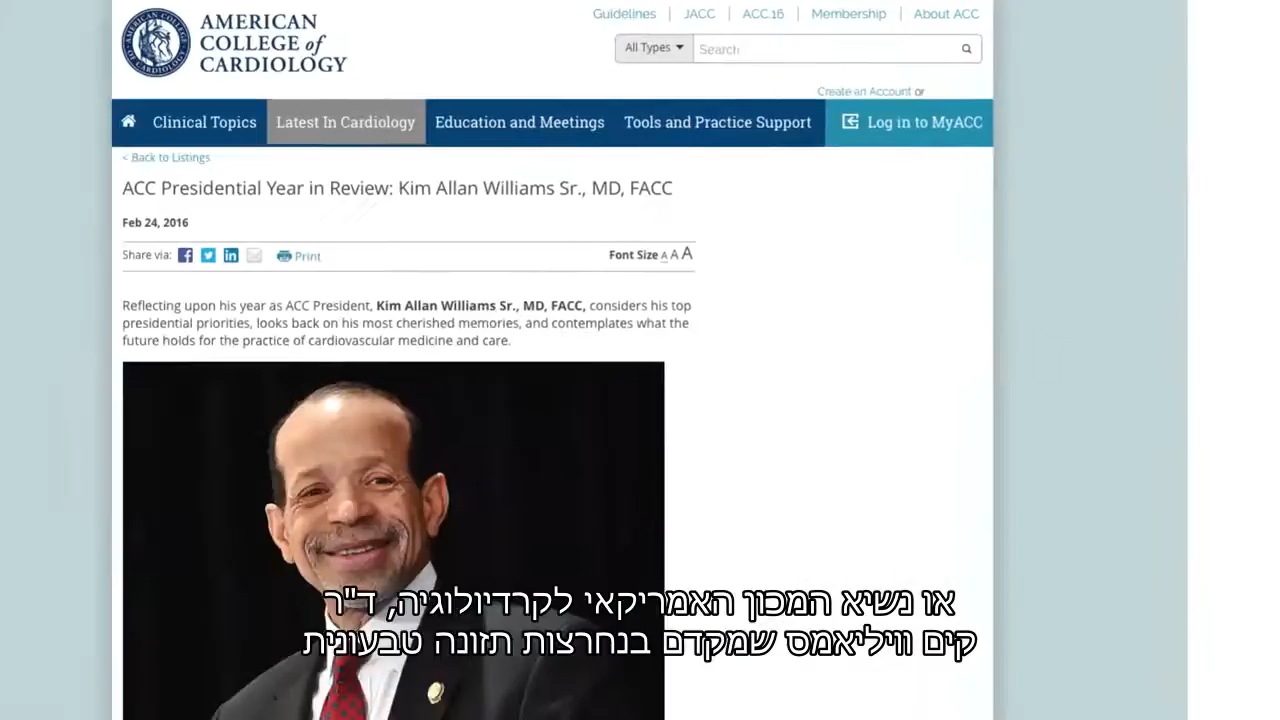 AMERICAN
COLLEGE of
CARDIOLOGY
Guidelines | JACC | ACC.16 | Membership | About ACC
All Types Search
Create an Account or
Clinical Topics Latest In Cardiology Education and Meetings Tools and Practice Support Log in to MyACC
< Back to Listings
ACC Presidential Year in Review: Kim Allan Williams Sr., MD, FACC
Feb 24, 2016
Share via: Print Font Size A A A
Reflecting upon his year as ACC President, Kim Allan Williams Sr., MD, FACC, considers his top
presidential priorities, looks back on his most cherished memories, and contemplates what the
future holds for the practice of cardiovascular medicine and care.
או נשיא המכון האמריקאי לקרדיולוגיה, ד"ר
קים וויליאמס שמקדם בנחרצות תזונה טבעונית